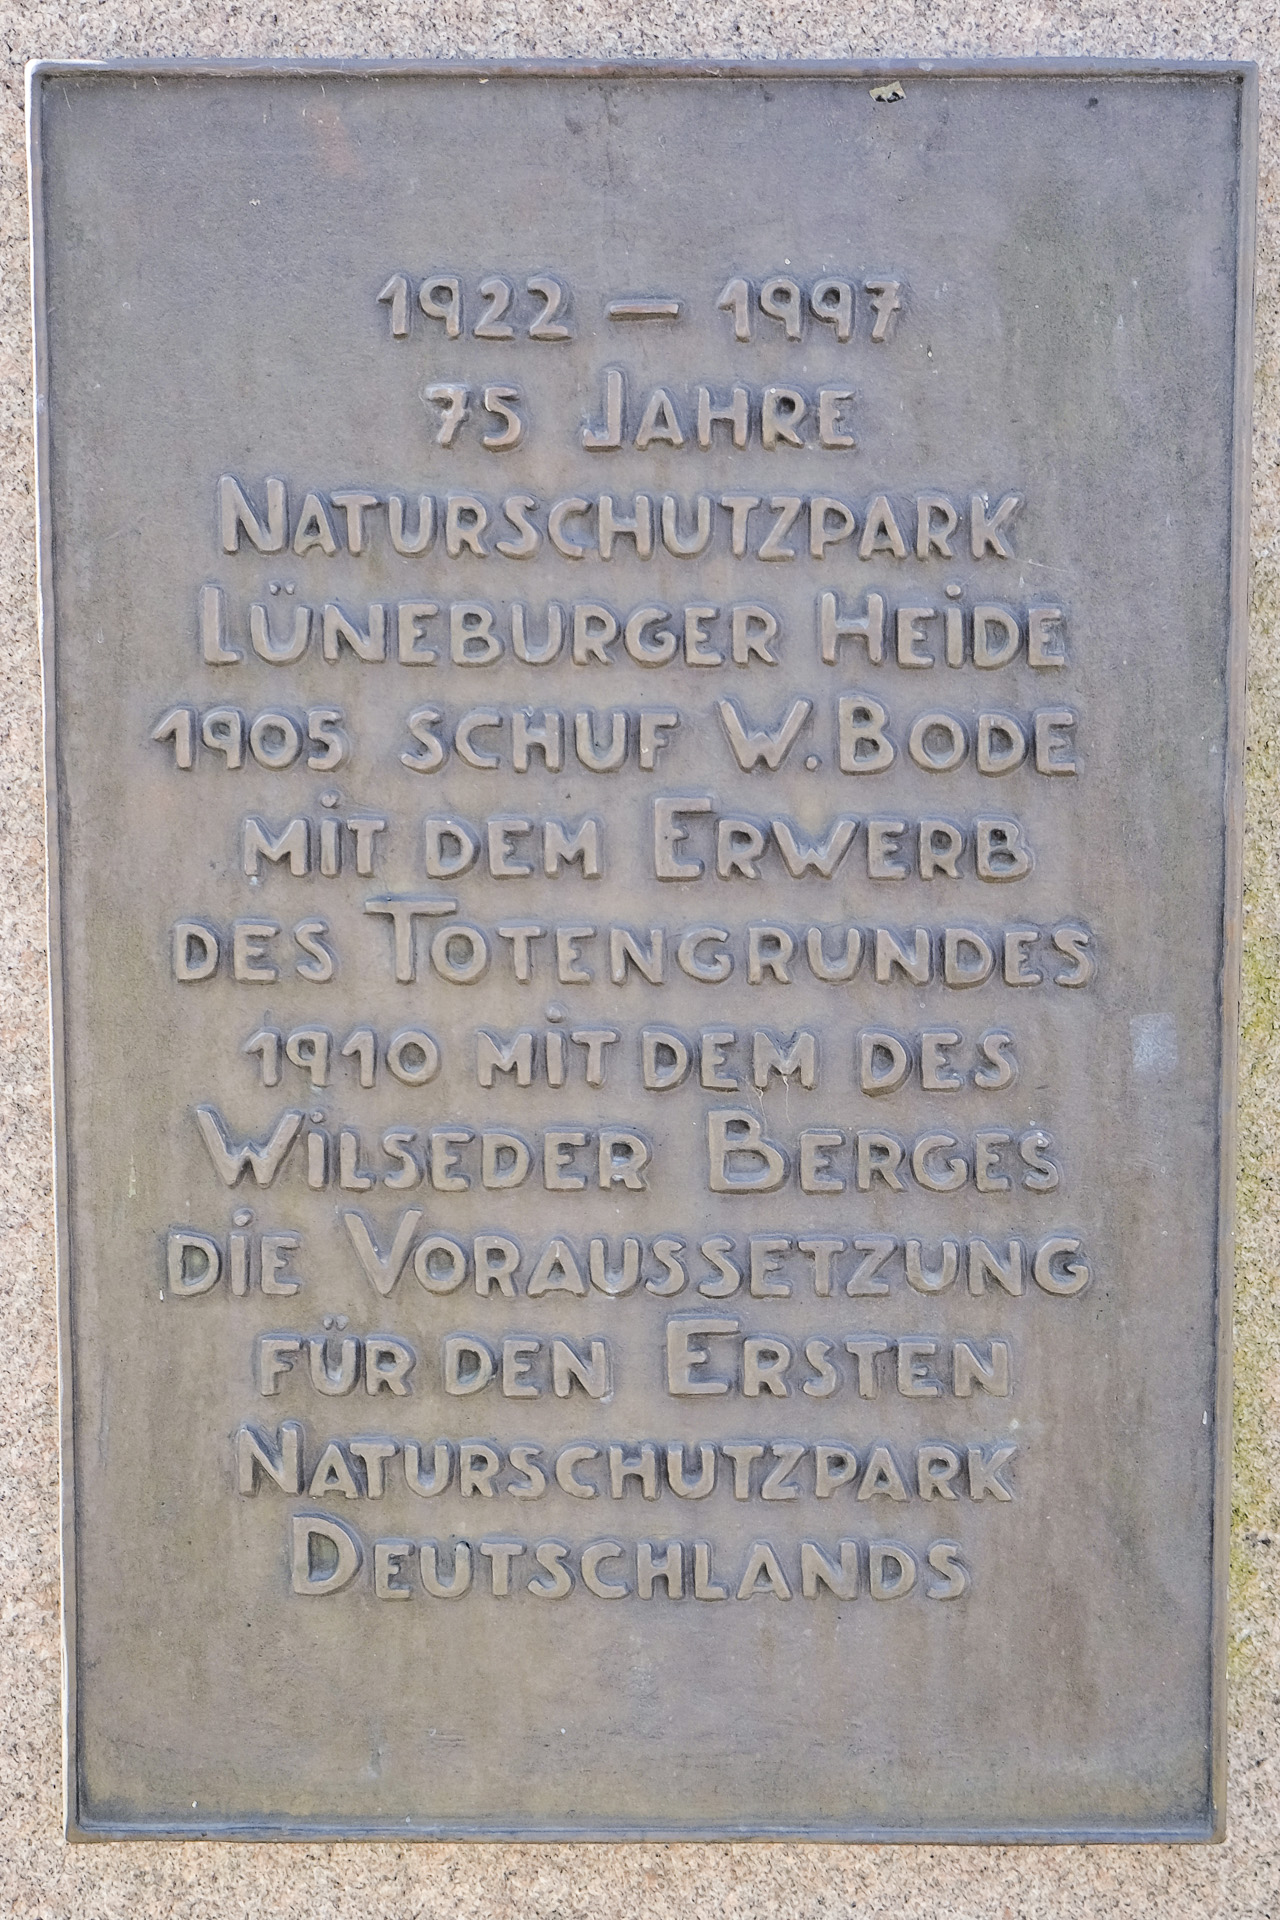 1922 – 1997
75 JAHRE
NATURSCHUTZPARK
LÜNEBURGER HEIDE
1905 SCHUF W. BODE
MIT DEM ERWERB
DES TOTENGRUNDES
1910 MIT DEM DES
WILSEDER BERGES
DIE VORAUSSETZUNG
FÜR DEN ERSTEN
NATURSCHUTZPARK
DEUTSCHLANDS